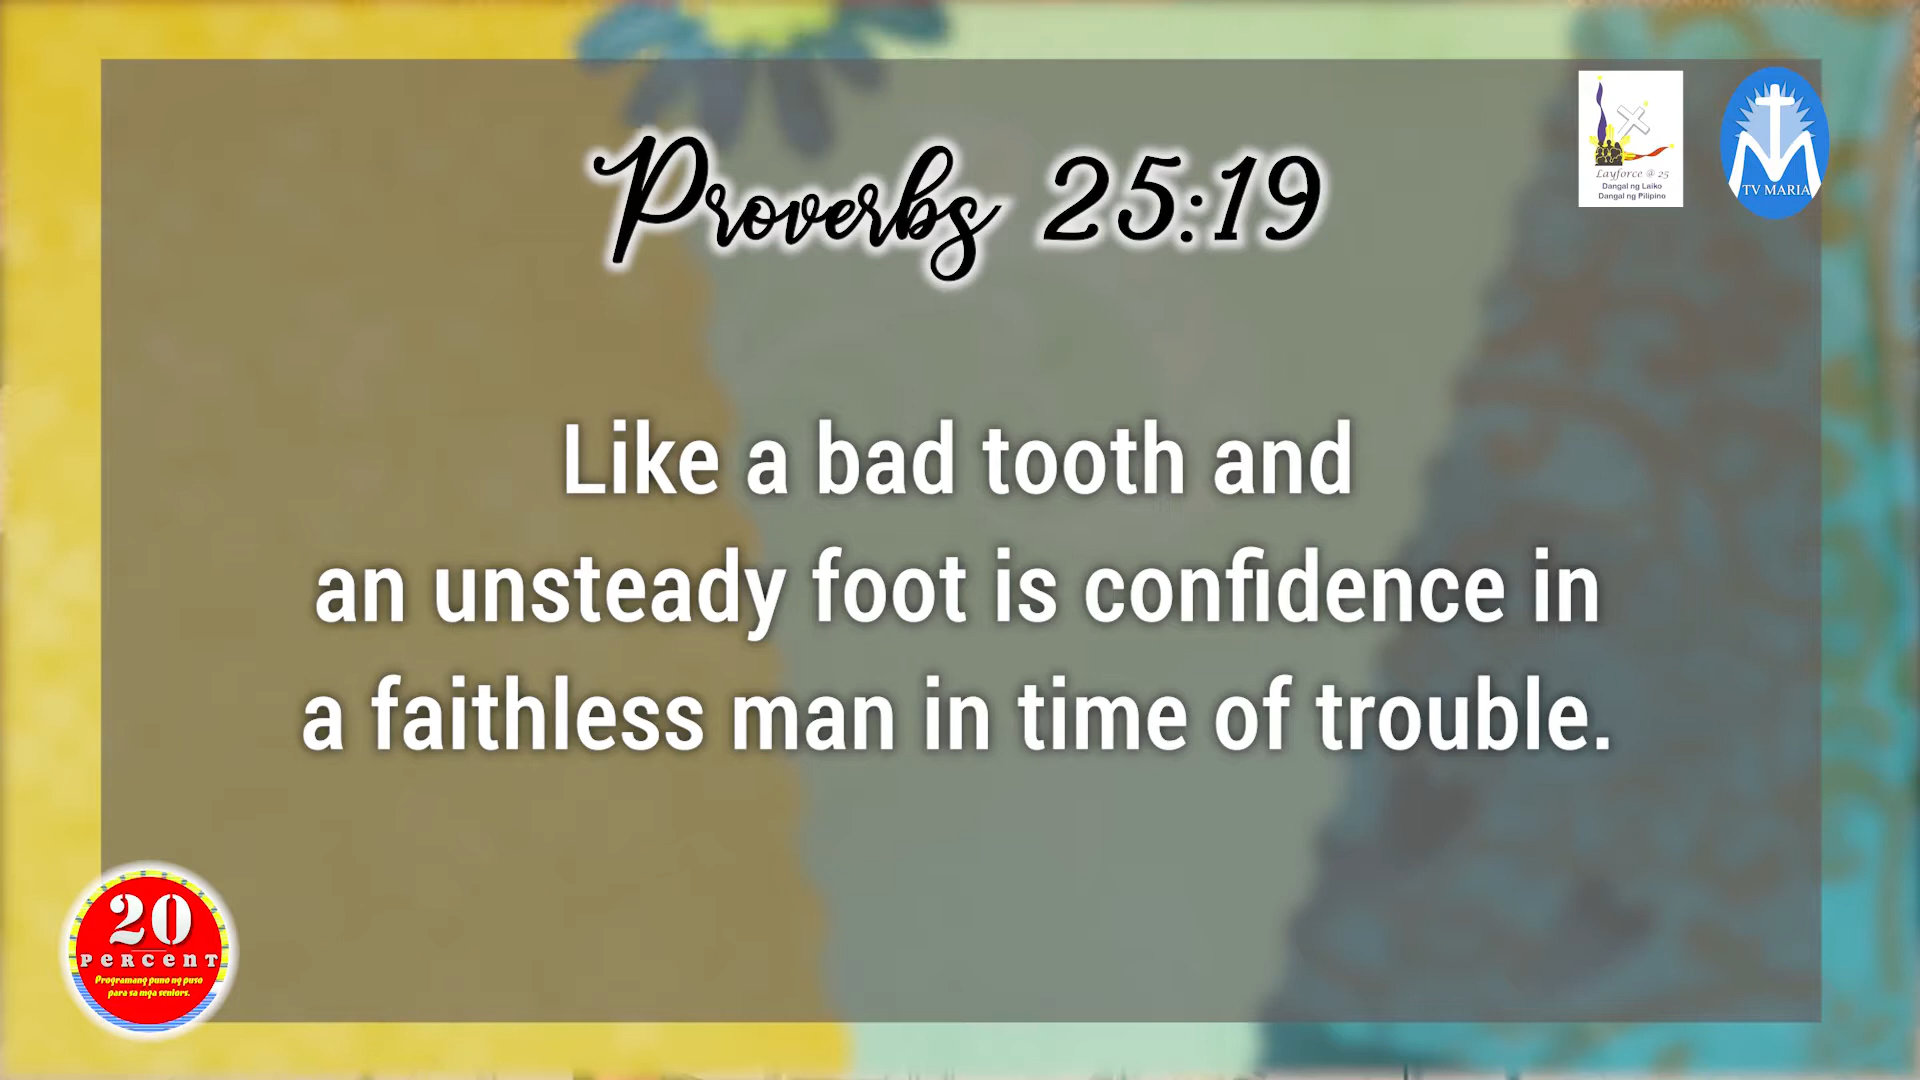 Proverbs 25:19
Layforce @ 25
Dangal ng Laiko
Dangal ng Pilipino
TV MARIA
Like a bad tooth and
an unsteady foot is confidence in
a faithless man in time of trouble.
20
PERCENT
Programang puno ng puso
para sa mga seniors.